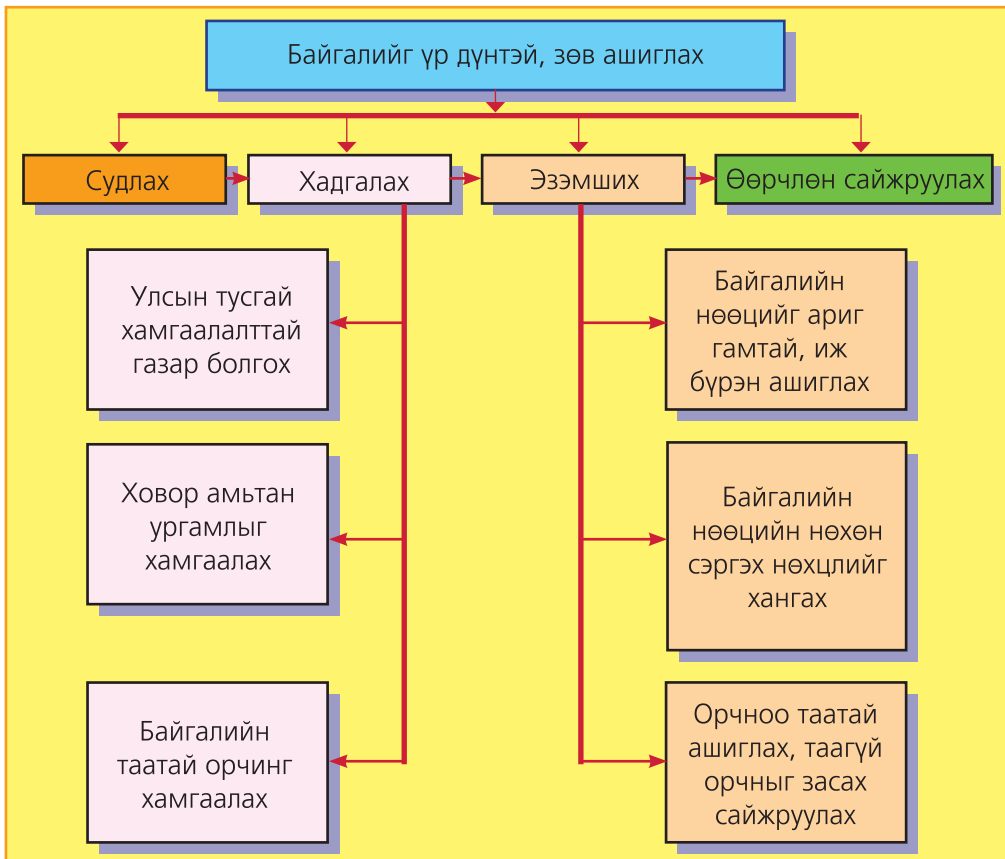 Байгалийг үр дүнтэй, зөв ашиглах
Судлах
Хадгалах
Эзэмших
Өөрчлөн сайжруулах
Улсын тусгай
хамгаалалттай
газар болгох
Ховор амьтан
ургамлыг
хамгаалах
Байгалийн
таатай орчинг
хамгаалах
Байгалийн
нөөцийг ариг
гамтай, иж
бүрэн ашиглах
Байгалийн
нөөцийн нөхөн
сэргэх нөхцлийг
хангах
Орчноо таатай
ашиглах, таагүй
орчныг засах
сайжруулах